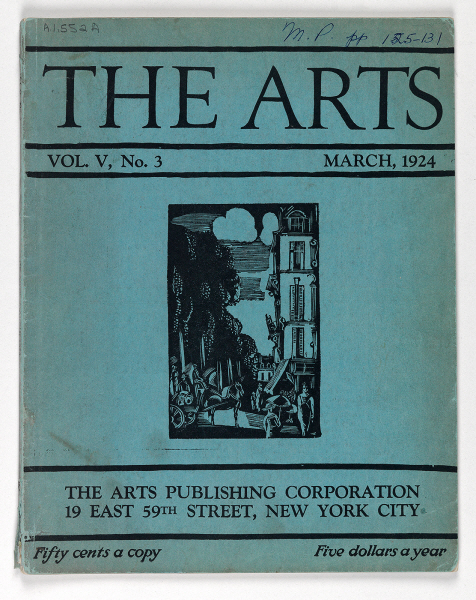 A1.552A
M. P. pp 125-131
THE ARTS
VOL. V, No. 3 MARCH, 1924
THE ARTS PUBLISHING CORPORATION
19 EAST 59TH STREET, NEW YORK CITY
Fifty cents a copy Five dollars a year